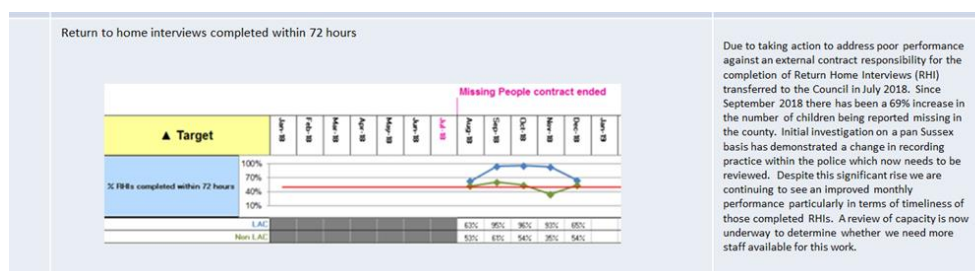 Return to home interviews completed within 72 hours
Missing People contract ended
▲ Target
Jan-18 Feb-18 Mar-18 Apr-18 May-18 Jun-18 Jul-18 Aug-18 Sep-18 Oct-18 Nov-18 Dec-18 Jan-19
% RHIs completed within 72 hours
100%
70%
40%
10%
LAC 63% 95% 96% 93% 65%
Non LAC 53% 61% 54% 35% 54%
Due to taking action to address poor performance
against an external contract responsibility for the
completion of Return Home Interviews (RHI)
transferred to the Council in July 2018. Since
September 2018 there has been a 69% increase in
the number of children being reported missing in
the county. Initial investigation on a pan Sussex
basis has demonstrated a change in recording
practice within the police which now needs to be
reviewed. Despite this significant rise we are
continuing to see an improved monthly
performance particularly in terms of timeliness of
those completed RHIs. A review of capacity is now
underway to determine whether we need more
staff available for this work.